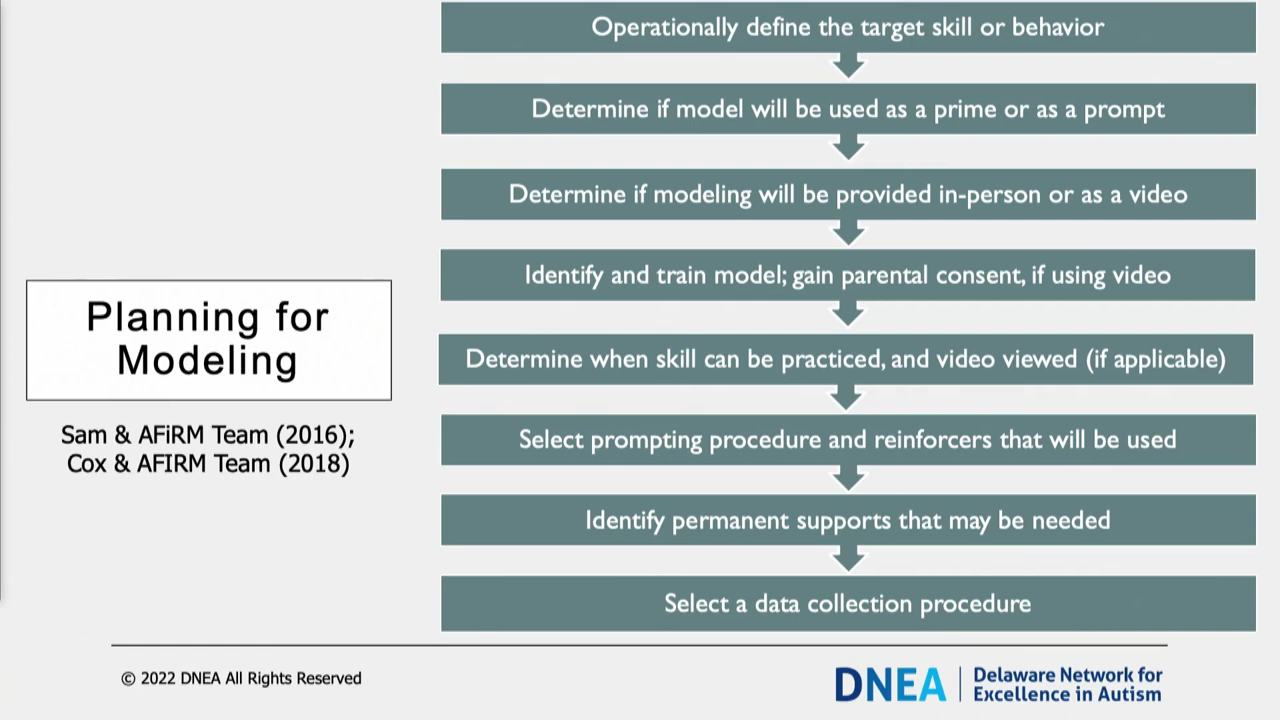 Planning for
Modeling
Sam & AFiRM Team (2016);
Cox & AFIRM Team (2018)
Operationally define the target skill or behavior
Determine if model will be used as a prime or as a prompt
Determine if modeling will be provided in-person or as a video
Identify and train model; gain parental consent, if using video
Determine when skill can be practiced, and video viewed (if applicable)
Select prompting procedure and reinforcers that will be used
Identify permanent supports that may be needed
Select a data collection procedure
© 2022 DNEA All Rights Reserved
DNEA
Delaware Network for
Excellence in Autism